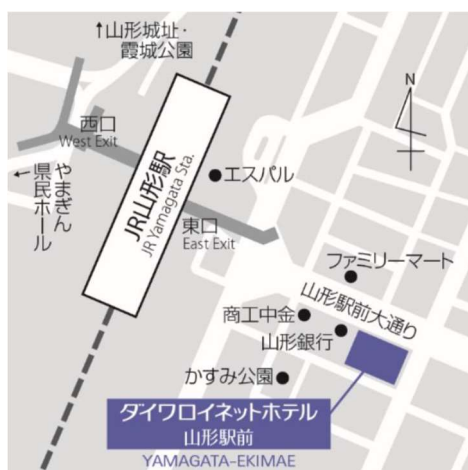 ↑山形城址・
霞城公園
N
西口
West Exit
JR山形駅
JR Yamagata Sta.
エスパル
←
やまぎん
県民ホール
東口
East Exit
ファミリーマート
山形駅前大通り
商工中金
山形銀行
かすみ公園
ダイワロイネットホテル
山形駅前
YAMAGATA-EKIMAE